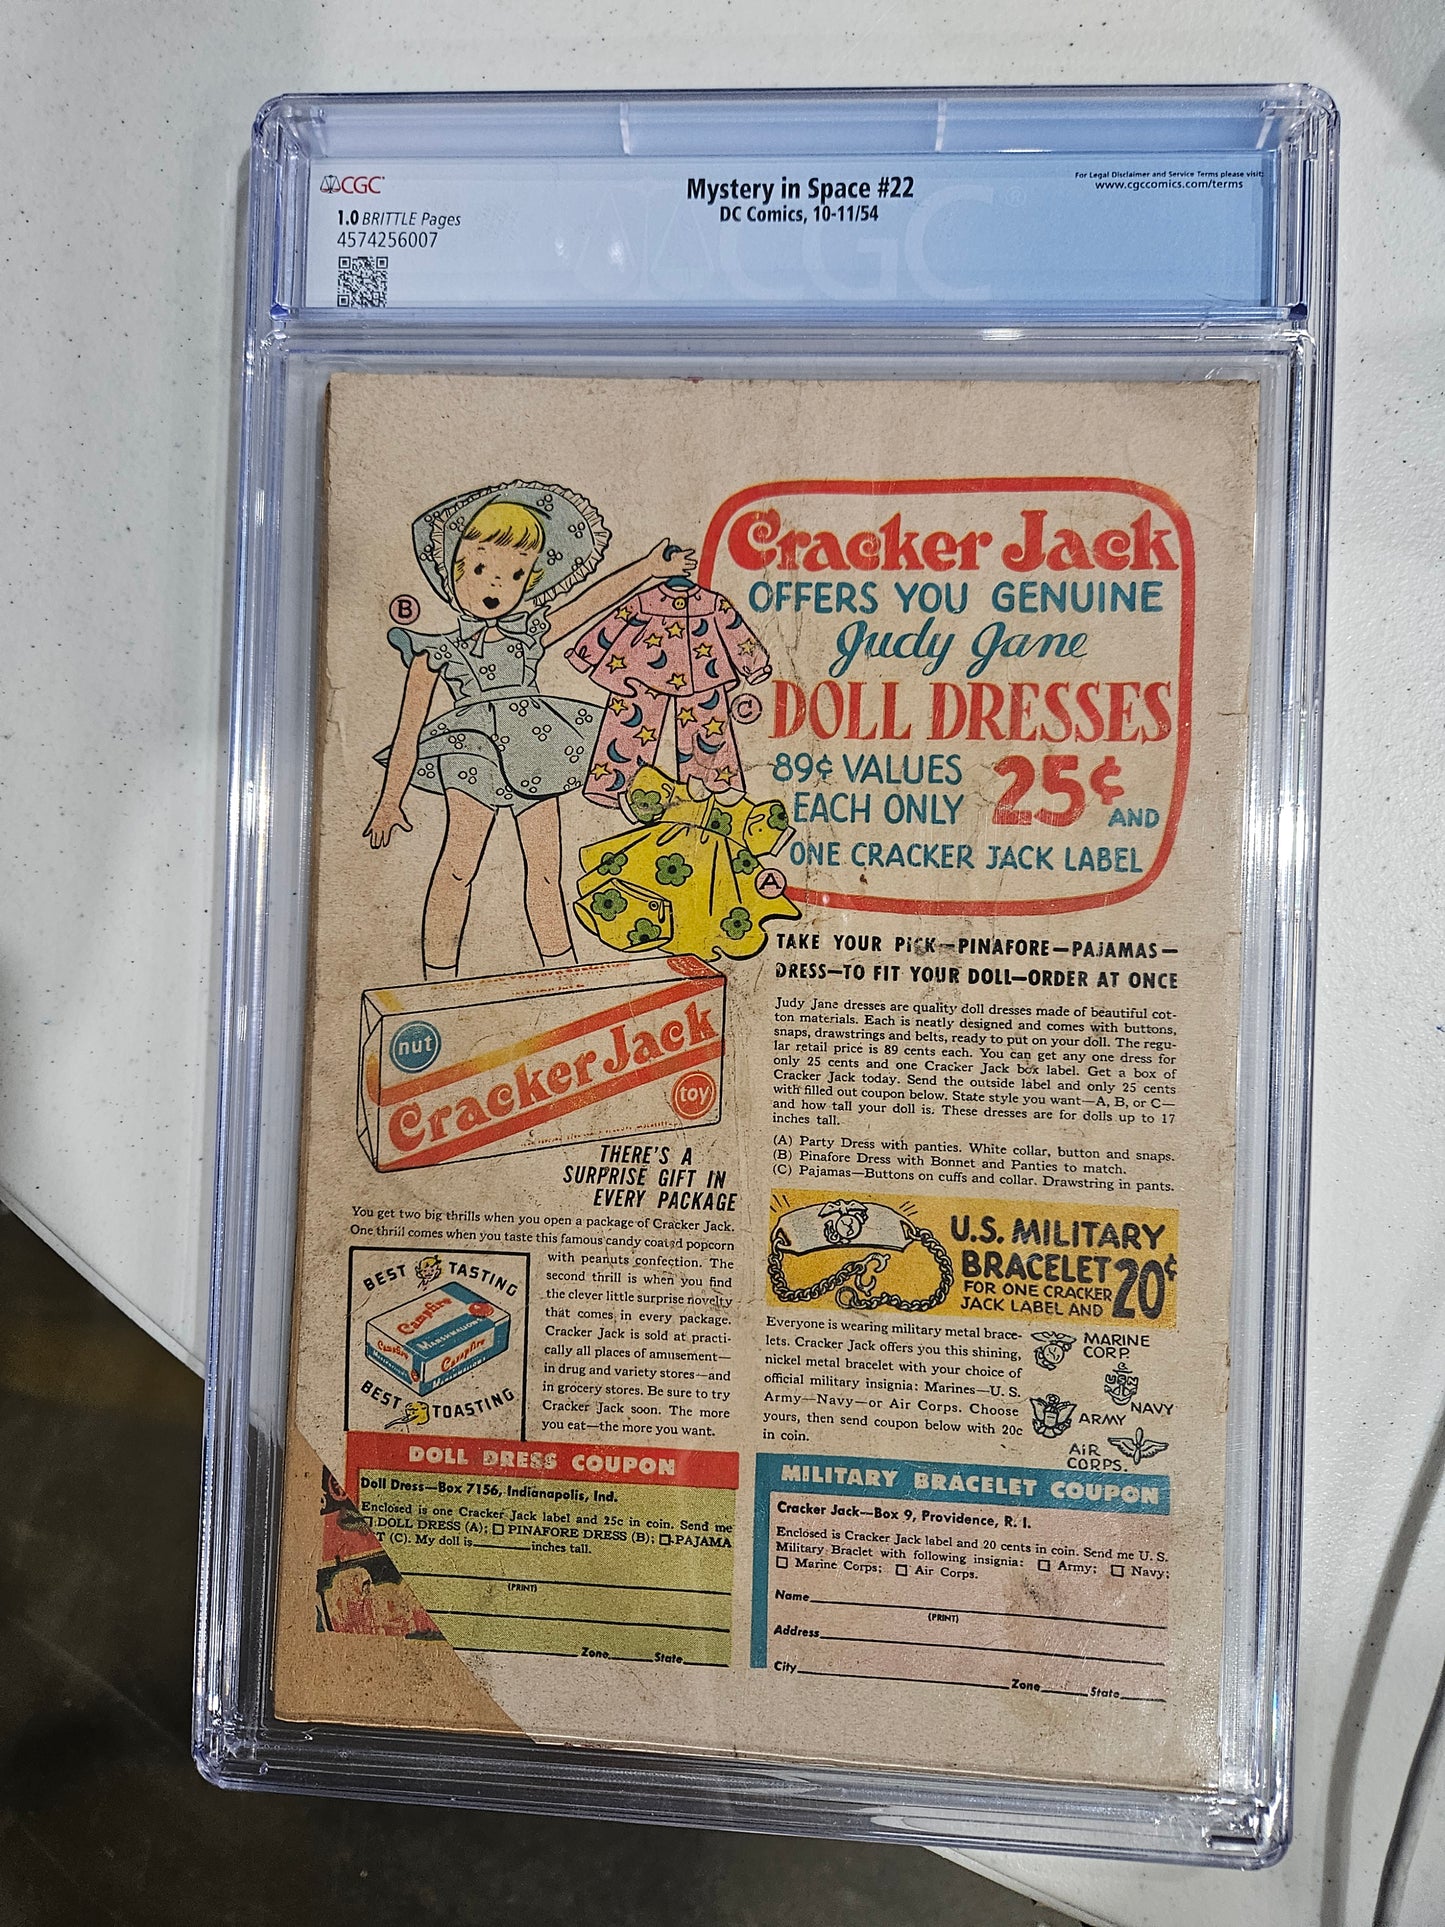 CGC
1.0 BRITTLE Pages
4574256007
Mystery in Space #22
DC Comics, 10-11/54
For Legal Disclaimer and Service Terms please visit:
www.cgccomics.com/terms
CGC
B
C
A
Cracker Jack
OFFERS YOU GENUINE
Judy Jane
DOLL DRESSES
89¢ VALUES
EACH ONLY 25¢ AND
ONE CRACKER JACK LABEL
TAKE YOUR PICK—PINAFORE—PAJAMAS—
DRESS—TO FIT YOUR DOLL—ORDER AT ONCE
Judy Jane dresses are quality doll dresses made of beautiful cot-
ton materials. Each is neatly designed and comes with buttons,
snaps, drawstrings and belts, ready to put on your doll. The regu-
lar retail price is 89 cents each. You can get any one dress for
only 25 cents and one Cracker Jack box label. Get a box of
Cracker Jack today. Send the outside label and only 25 cents
with filled out coupon below. State style you want—A, B, or C—
and how tall your doll is. These dresses are for dolls up to 17
inches tall.
(A) Party Dress with panties. White collar, button and snaps.
(B) Pinafore Dress with Bonnet and Panties to match.
(C) Pajamas—Buttons on cuffs and collar. Drawstring in pants.
nut
Cracker Jack
toy
THERE'S A
SURPRISE GIFT IN
EVERY PACKAGE
You get two big thrills when you open a package of Cracker Jack.
One thrill comes when you taste this famous candy coated popcorn
with peanuts confection. The
second thrill is when you find
the clever little surprise novelty
that comes in every package.
Cracker Jack is sold at practi-
cally all places of amusement—
in drug and variety stores—and
in grocery stores. Be sure to try
Cracker Jack soon. The more
you eat—the more you want.
BEST TASTING
Campfire
MARSHMALLOWS
Campfire
Campfire
BEST TOASTING
U.S. MILITARY
BRACELET 20¢
FOR ONE CRACKER
JACK LABEL AND
Everyone is wearing military metal brace-
lets. Cracker Jack offers you this shining,
nickel metal bracelet with your choice of
official military insignia: Marines—U. S.
Army—Navy—or Air Corps. Choose
yours, then send coupon below with 20c
in coin.
MARINE
CORP.
USN
NAVY
ARMY
AIR
CORPS.
DOLL DRESS COUPON
Doll Dress—Box 7156, Indianapolis, Ind.
Enclosed is one Cracker Jack label and 25c in coin. Send me
DOLL DRESS (A); □ PINAFORE DRESS (B); □ PAJAMA
T (C). My doll is______inches tall.
(PRINT)
Zone____State____
MILITARY BRACELET COUPON
Cracker Jack—Box 9, Providence, R. I.
Enclosed is Cracker Jack label and 20 cents in coin. Send me U. S.
Military Braclet with following insignia: □ Army; □ Navy;
□ Marine Corps; □ Air Corps.
Name____
(PRINT)
Address____
City____Zone____State____